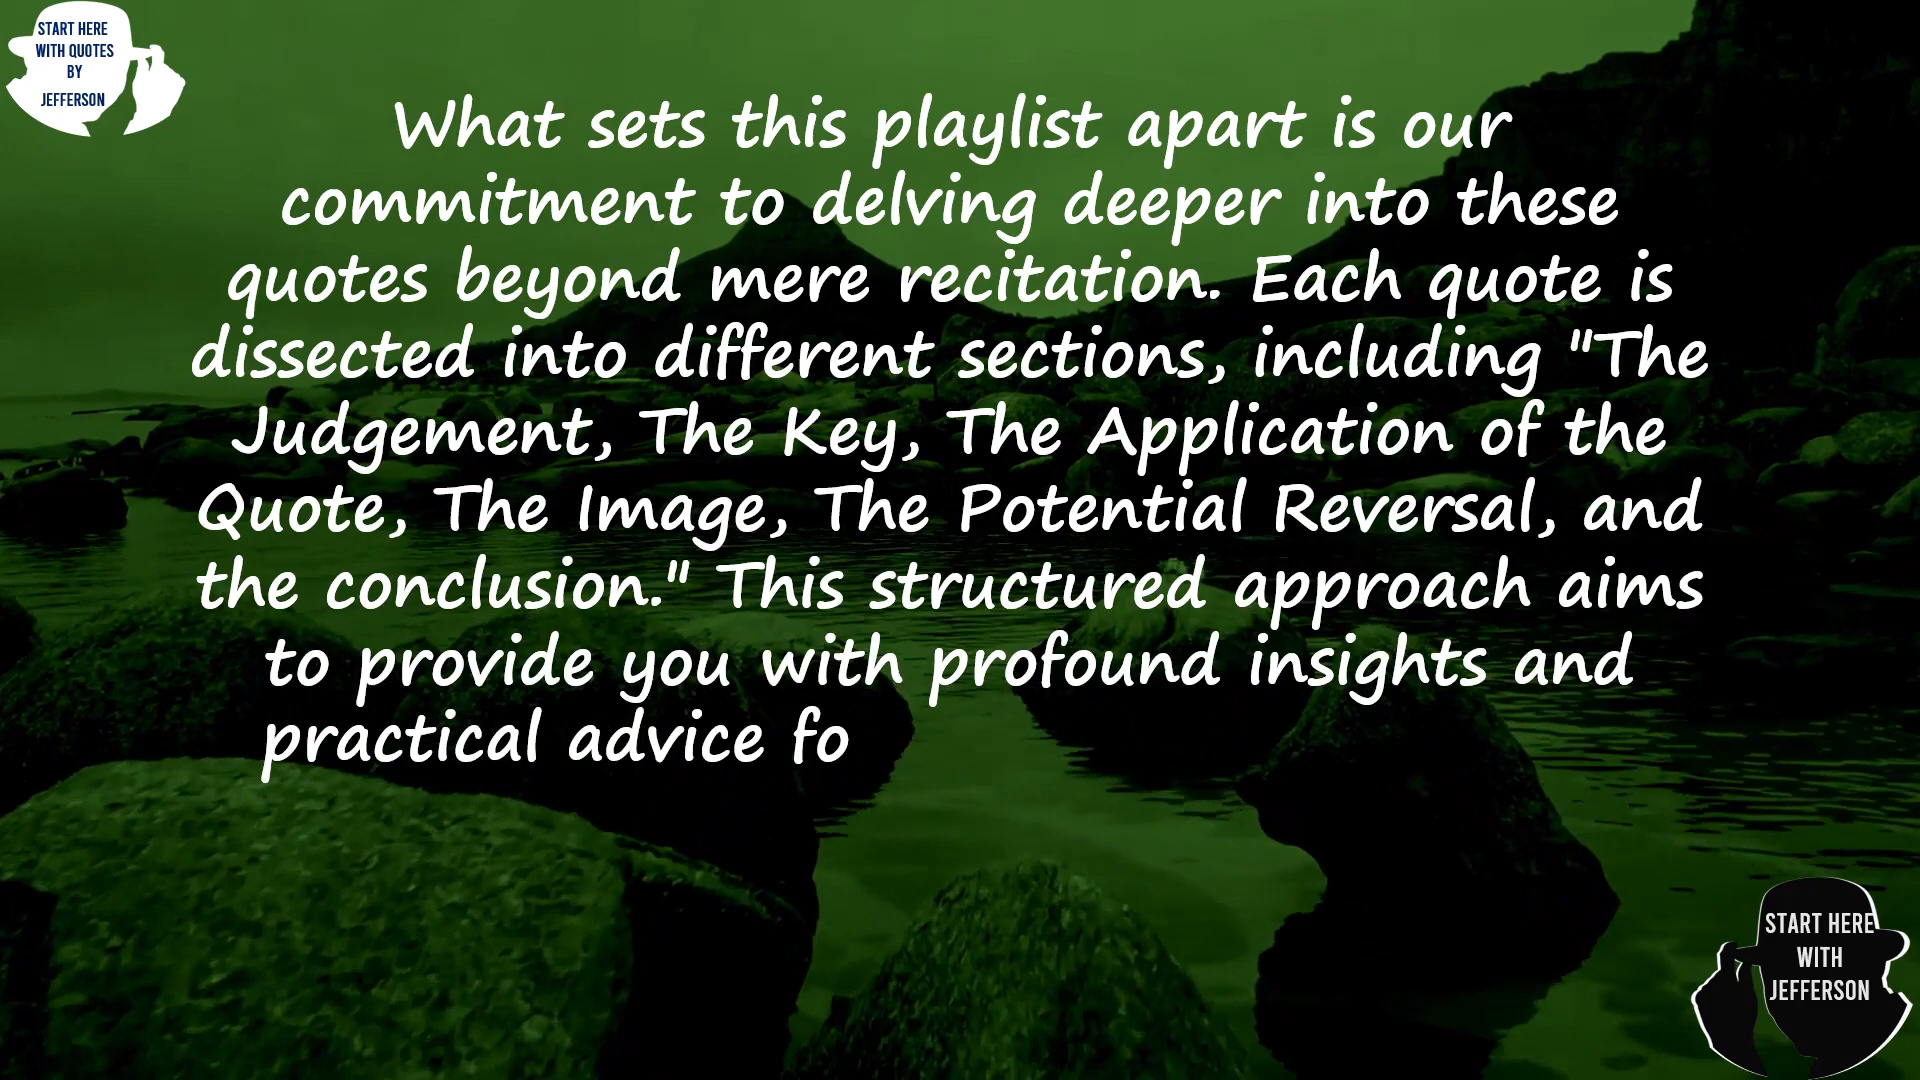 START HERE
WITH QUOTES
BY
JEFFERSON
What sets this playlist apart is our
commitment to delving deeper into these
quotes beyond mere recitation. Each quote is
dissected into different sections, including "The
Judgement, The Key, The Application of the
Quote, The Image, The Potential Reversal, and
the conclusion." This structured approach aims
to provide you with profound insights and
practical advice fo
START HERE
WITH
JEFFERSON